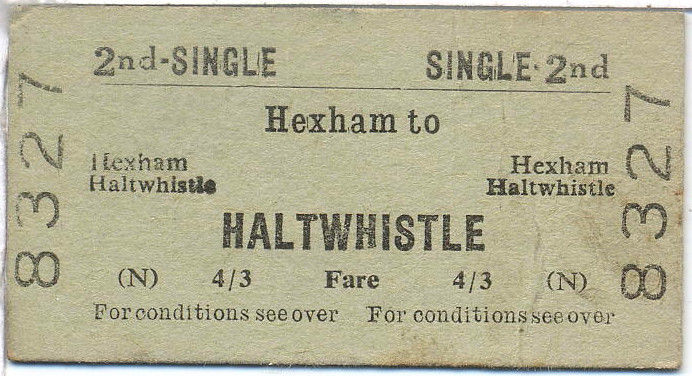 2nd-SINGLE SINGLE-2nd
Hexham to
Hexham Hexham
Haltwhistle Haltwhistle
HALTWHISTLE
(N) 4/3 Fare 4/3 (N)
For conditions see over For conditions see over
8327
8327